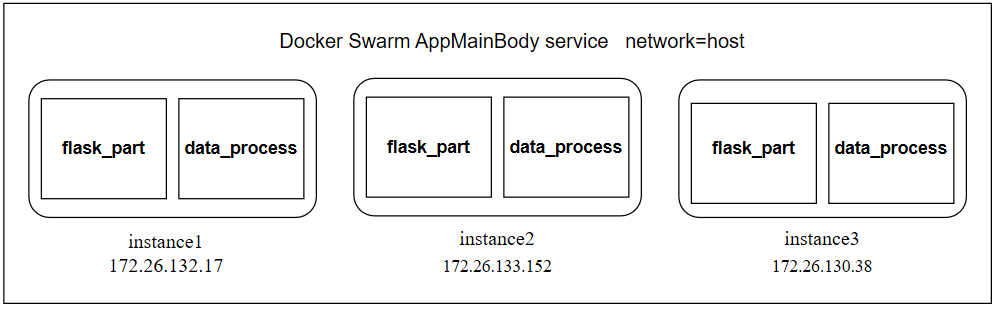 Docker Swarm AppMainBody service network=host
flask_part data_process flask_part data_process flask_part data_process
instance1 instance2 instance3
172.26.132.17 172.26.133.152 172.26.130.38